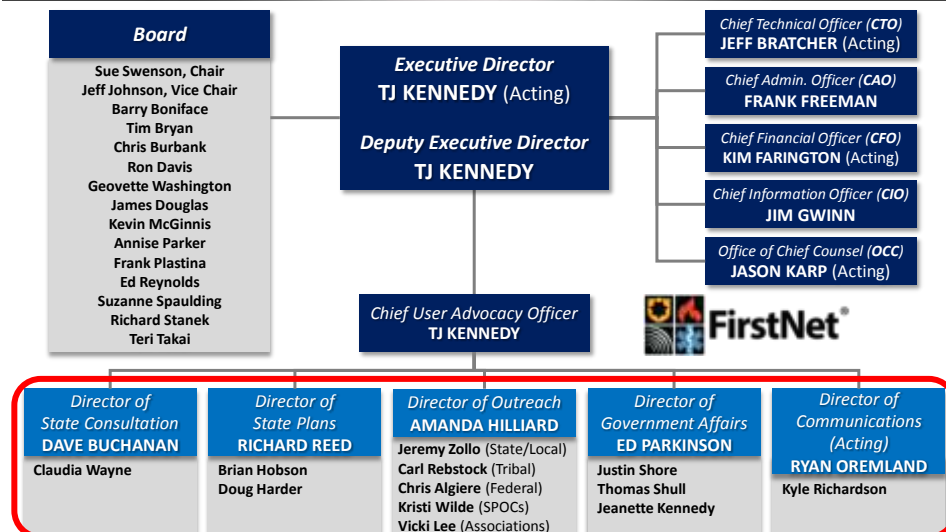 Board
Sue Swenson, Chair
Jeff Johnson, Vice Chair
Barry Boniface
Tim Bryan
Chris Burbank
Ron Davis
Geovette Washington
James Douglas
Kevin McGinnis
Annise Parker
Frank Plastina
Ed Reynolds
Suzanne Spaulding
Richard Stanek
Teri Takai
Executive Director
TJ KENNEDY (Acting)
Deputy Executive Director
TJ KENNEDY
Chief Technical Officer (CTO)
JEFF BRATCHER (Acting)
Chief Admin. Officer (CAO)
FRANK FREEMAN
Chief Financial Officer (CFO)
KIM FARINGTON (Acting)
Chief Information Officer (CIO)
JIM GWINN
Office of Chief Counsel (OCC)
JASON KARP (Acting)
Chief User Advocacy Officer
TJ KENNEDY
FirstNet®
Director of
State Consultation
DAVE BUCHANAN
Claudia Wayne
Director of
State Plans
RICHARD REED
Brian Hobson
Doug Harder
Director of Outreach
AMANDA HILLIARD
Jeremy Zollo (State/Local)
Carl Rebstock (Tribal)
Chris Algiere (Federal)
Kristi Wilde (SPOCs)
Vicki Lee (Associations)
Director of
Government Affairs
ED PARKINSON
Justin Shore
Thomas Shull
Jeanette Kennedy
Director of
Communications
(Acting)
RYAN OREMLAND
Kyle Richardson